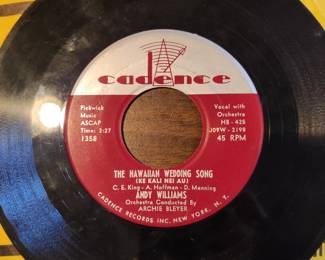 cadence
Pickwick
Music
ASCAP
Time: 2:27
1358
Vocal with
Orchestra
HB-425
J09W-2198
45 RPM
THE HAWAIIAN WEDDING SONG
(KE KALI NEI AU)
C. E. King - A. Hoffman - D. Manning
ANDY WILLIAMS
Orchestra Conducted By
ARCHIE BLEYER
CADENCE RECORDS INC., NEW YORK, N. Y.